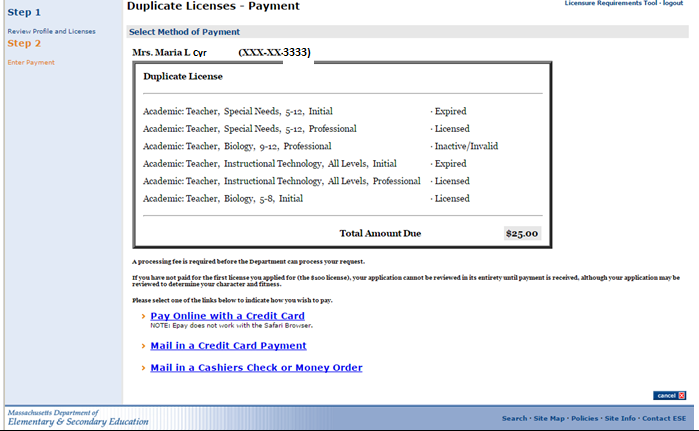 Step 1
Review Profile and Licenses
Step 2
Enter Payment
Licensure Requirements Tool · logout
Duplicate Licenses - Payment
Select Method of Payment
Mrs. Maria L Cyr (XXX-XX-3333)
Duplicate License
Academic: Teacher, Special Needs, 5-12, Initial · Expired
Academic: Teacher, Special Needs, 5-12, Professional · Licensed
Academic: Teacher, Biology, 9-12, Professional · Inactive/Invalid
Academic: Teacher, Instructional Technology, All Levels, Initial · Expired
Academic: Teacher, Instructional Technology, All Levels, Professional · Licensed
Academic: Teacher, Biology, 5-8, Initial · Licensed
Total Amount Due $25.00
A processing fee is required before the Department can process your request.
If you have not paid for the first license you applied for (the $100 license), your application cannot be reviewed in its entirety until payment is received, although your application may be
reviewed to determine your character and fitness.
Please select one of the links below to indicate how you wish to pay.
› Pay Online with a Credit Card
NOTE: Epay does not work with the Safari Browser.
› Mail in a Credit Card Payment
› Mail in a Cashiers Check or Money Order
cancel X
Massachusetts Department of
Elementary & Secondary Education
Search · Site Map · Policies · Site Info · Contact ESE